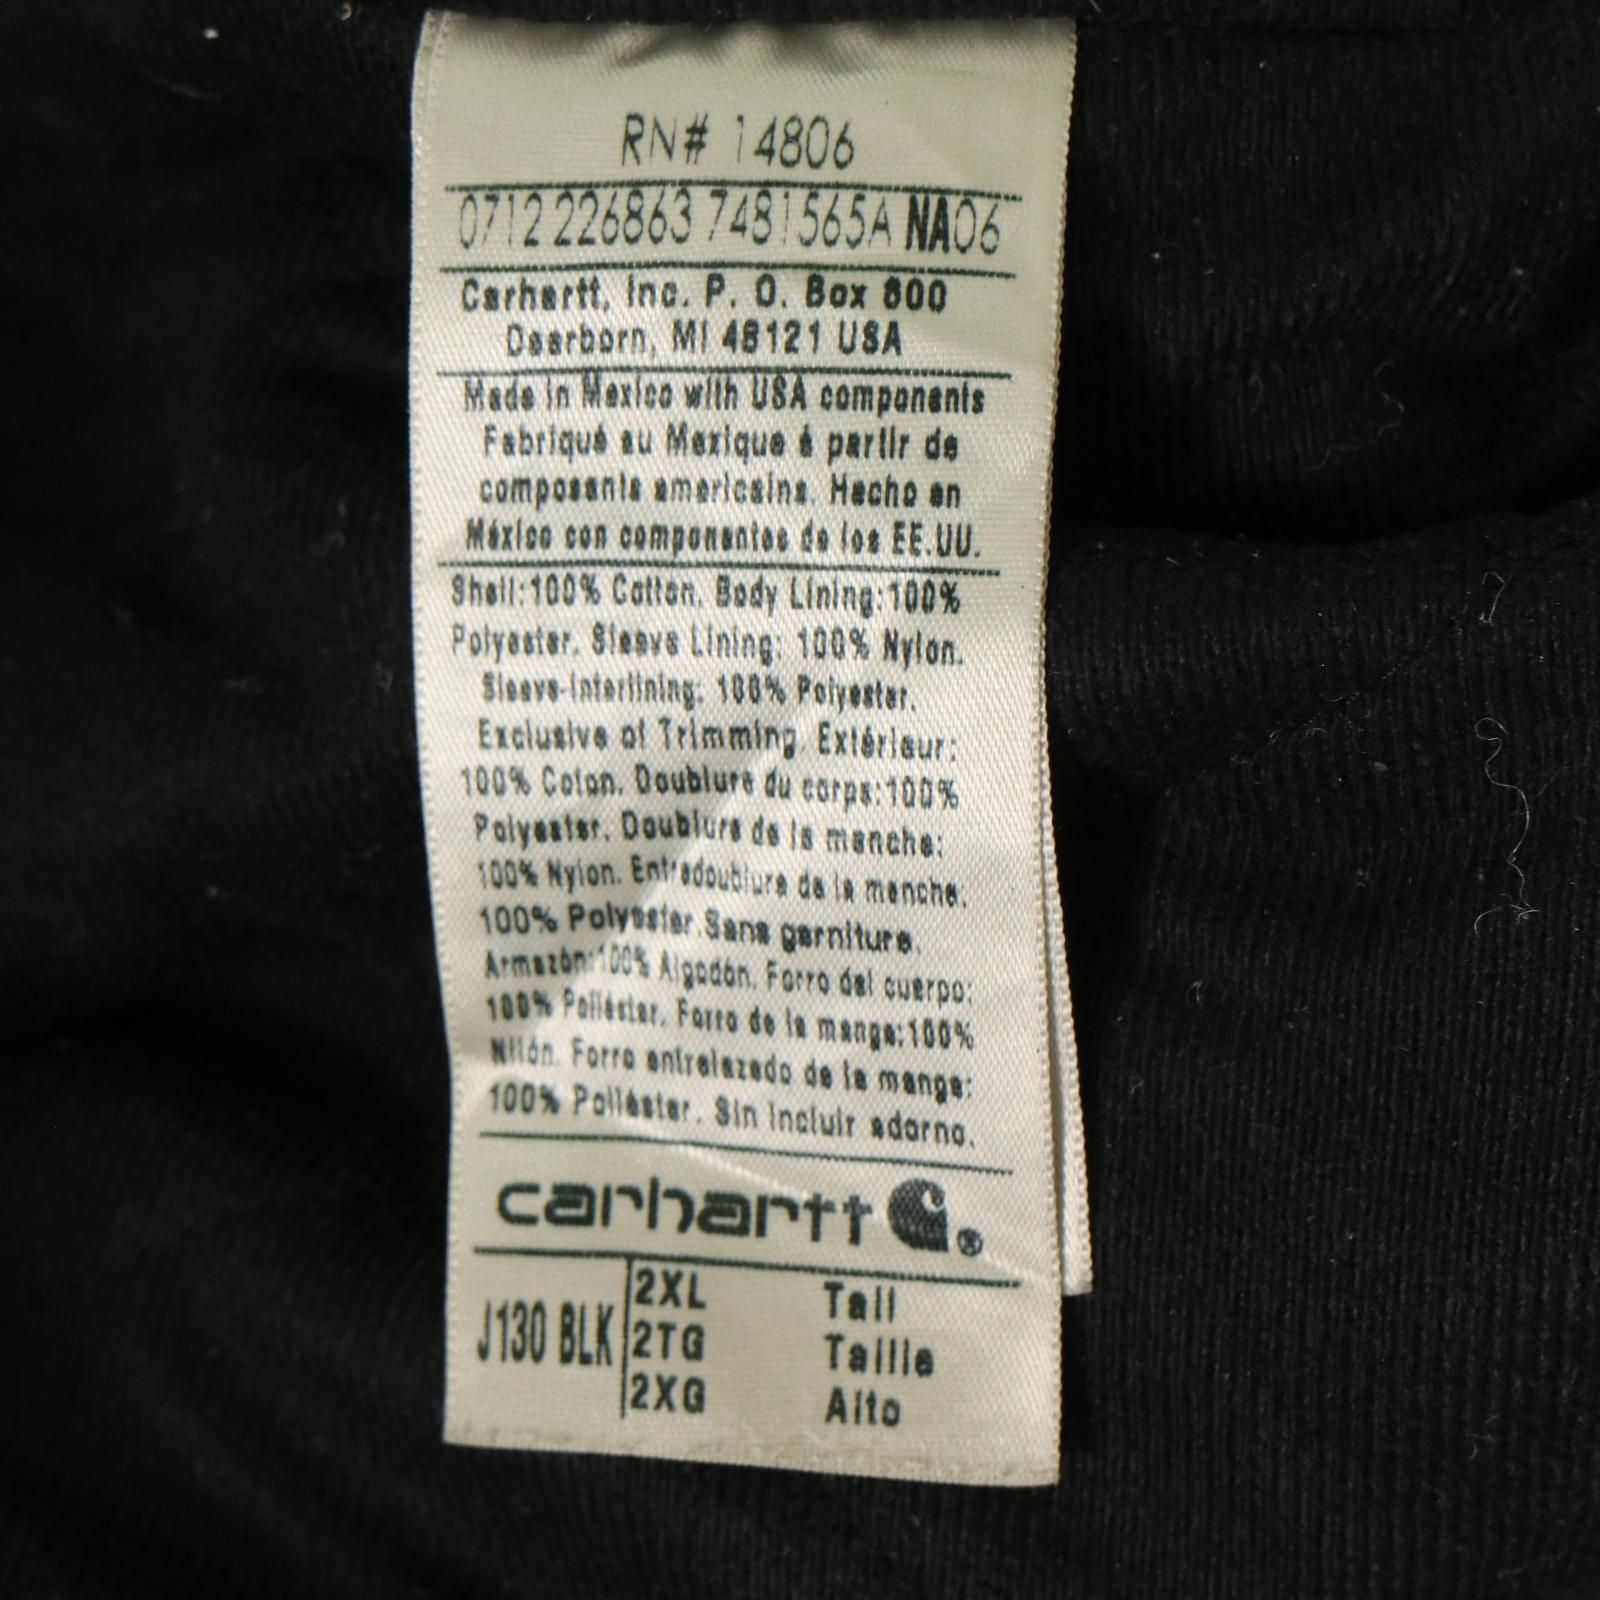 RN# 14806
0712 226863 7481565A NA06
Carhartt, Inc. P. O. Box 600
Dearborn, MI 48121 USA
Made in Mexico with USA components
Fabriqué au Mexique á partir de
composants americains. Hecho en
México con componentes de los EE.UU.
Shell:100% Cotton. Body Lining:100%
Polyester. Sleeve Lining: 100% Nylon.
Sleeve-Interlining: 100% Polyester.
Exclusive of Trimming. Extérieur:
100% Coton. Doublure du corps:100%
Polyester. Doublure de la manche:
100% Nylon. Entredoublure de la manche.
100% Polyester.Sans garniture.
Armazón:100% Algodón. Forro del cuerpo:
100% Poliéster. Forro de la manga:100%
Nilón. Forro entrelazado de la manga:
100% Poliéster. Sin incluir adorno.
carhartt ®
J130 BLK
2XL Tall
2TG Taille
2XG Alto